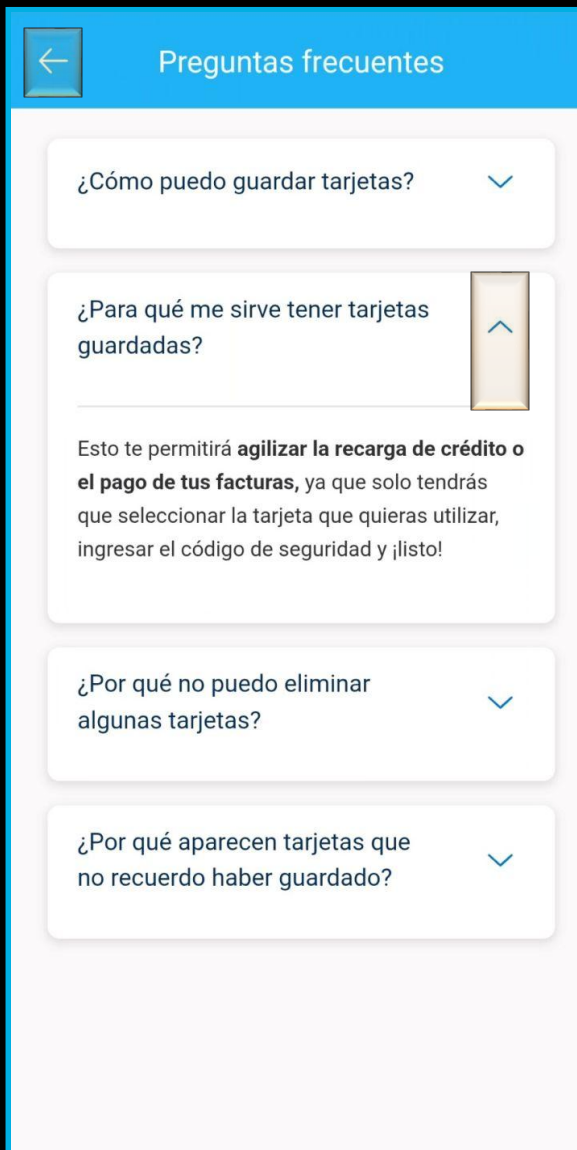 Preguntas frecuentes
¿Cómo puedo guardar tarjetas?
¿Para qué me sirve tener tarjetas
guardadas?
Esto te permitirá agilizar la recarga de crédito o
el pago de tus facturas, ya que solo tendrás
que seleccionar la tarjeta que quieras utilizar,
ingresar el código de seguridad y ¡listo!
¿Por qué no puedo eliminar
algunas tarjetas?
¿Por qué aparecen tarjetas que
no recuerdo haber guardado?